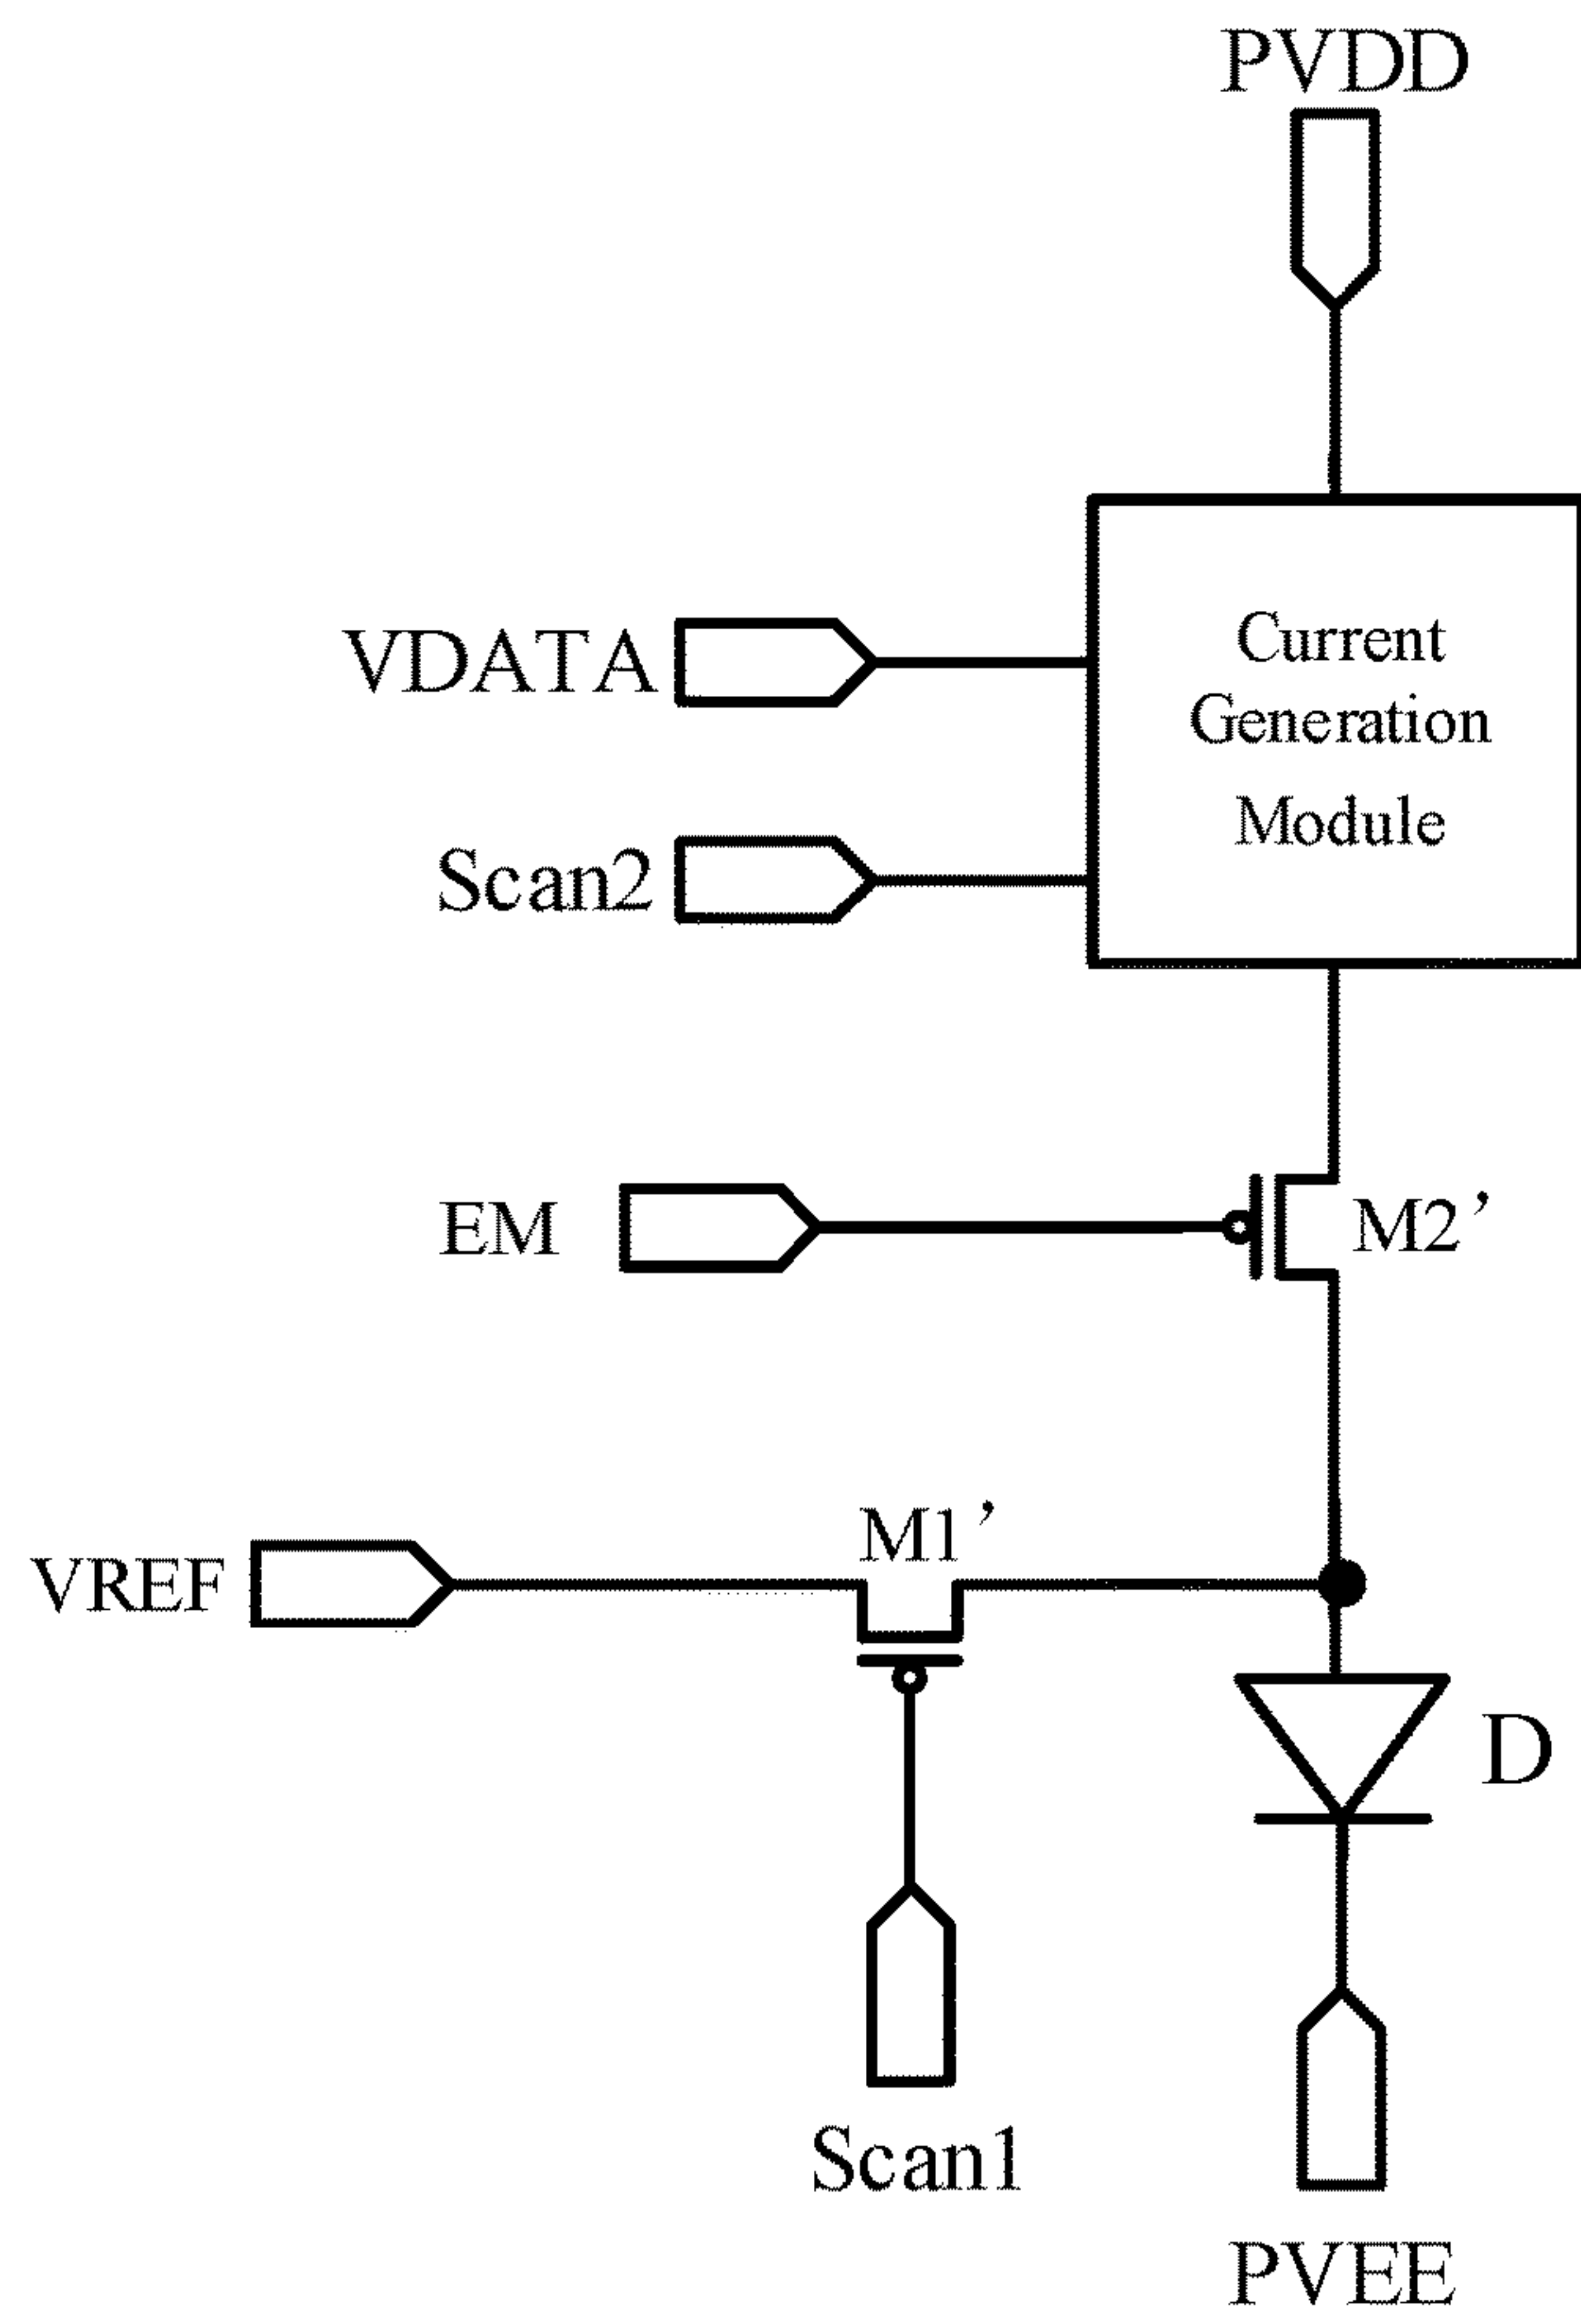 PVDD
VDATA
Current
Generation
Module
Scan2
EM
M2’
M1’
VREF
D
Scan1
PVEE